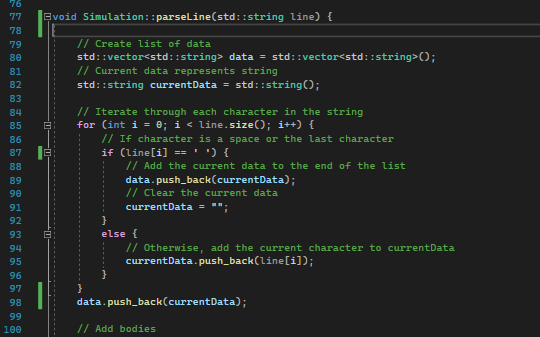 76
77 void Simulation::parseLine(std::string line) {
78
79 // Create list of data
80 std::vector<std::string> data = std::vector<std::string>();
81 // Current data represents string
82 std::string currentData = std::string();
83
84 // Iterate through each character in the string
85 for (int i = 0; i < line.size(); i++) {
86 // If character is a space or the last character
87 if (line[i] == ' ') {
88 // Add the current data to the end of the list
89 data.push_back(currentData);
90 // Clear the current data
91 currentData = "";
92 }
93 else {
94 // Otherwise, add the current character to currentData
95 currentData.push_back(line[i]);
96 }
97 }
98 data.push_back(currentData);
99
100 // Add bodies